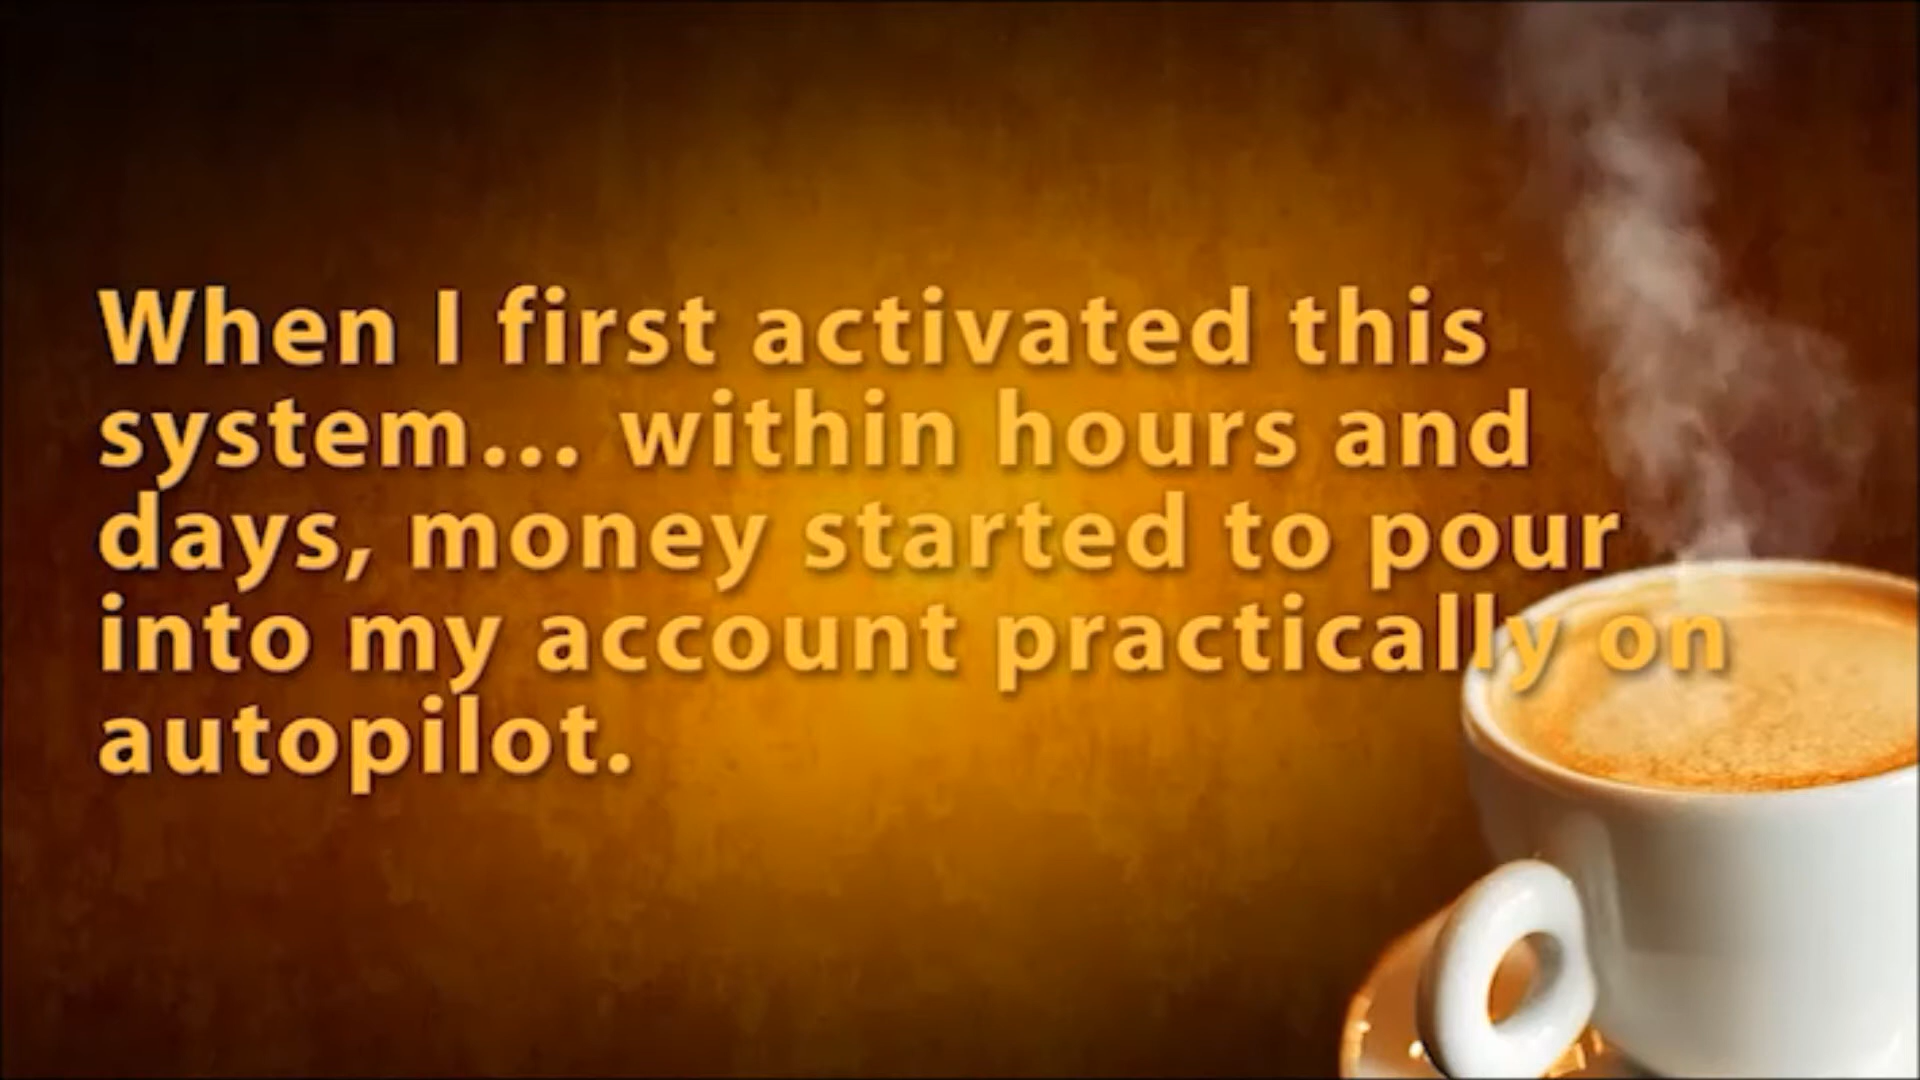 When I first activated this
system... within hours and
days, money started to pour
into my account practically on
autopilot.